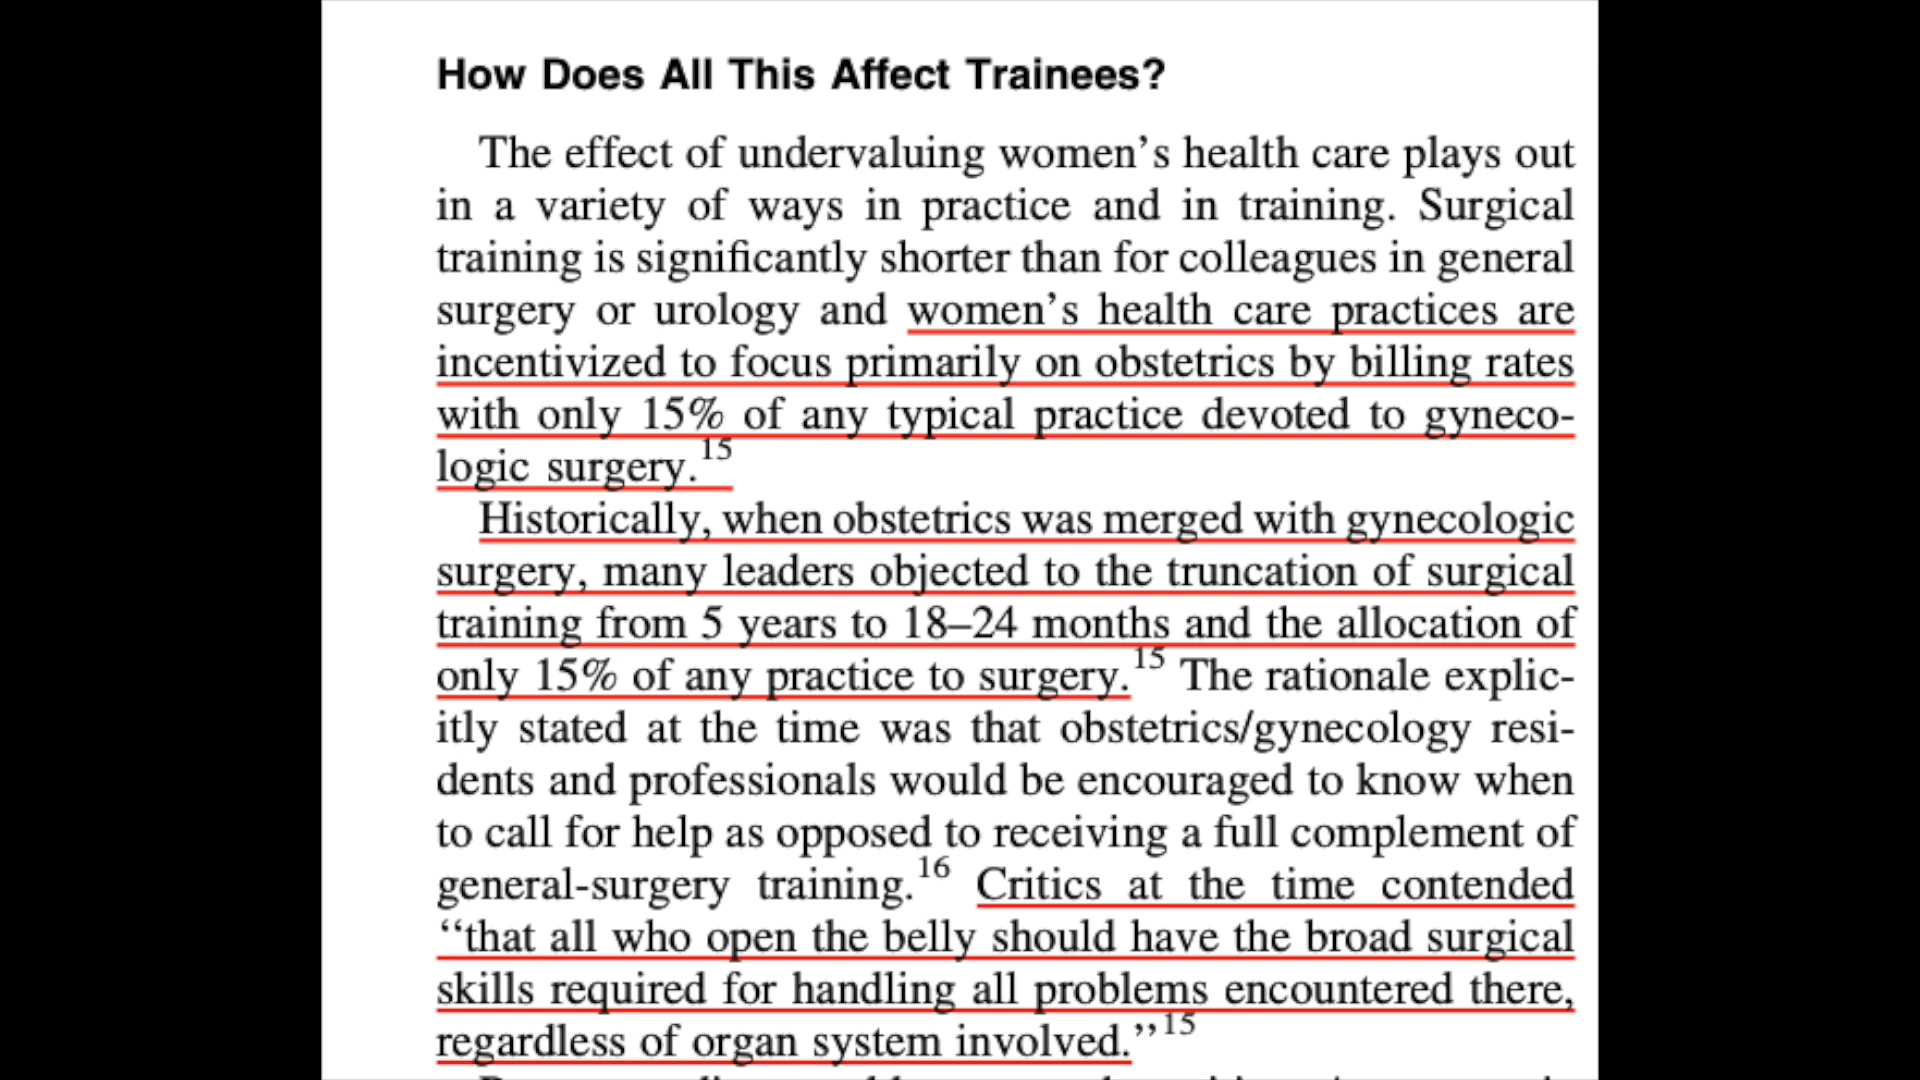 How Does All This Affect Trainees?
The effect of undervaluing women’s health care plays out
in a variety of ways in practice and in training. Surgical
training is significantly shorter than for colleagues in general
surgery or urology and women’s health care practices are
incentivized to focus primarily on obstetrics by billing rates
with only 15% of any typical practice devoted to gyneco-
logic surgery.15
Historically, when obstetrics was merged with gynecologic
surgery, many leaders objected to the truncation of surgical
training from 5 years to 18–24 months and the allocation of
only 15% of any practice to surgery.15 The rationale explic-
itly stated at the time was that obstetrics/gynecology resi-
dents and professionals would be encouraged to know when
to call for help as opposed to receiving a full complement of
general-surgery training.16 Critics at the time contended
‘‘that all who open the belly should have the broad surgical
skills required for handling all problems encountered there,
regardless of organ system involved.’’15